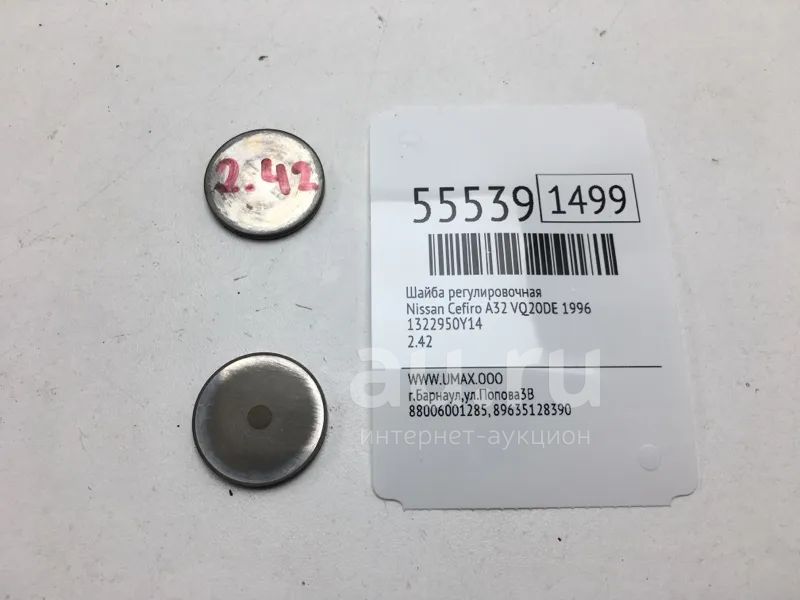 2.42
55539 1499
Шайба регулировочная
Nissan Cefiro A32 VQ20DE 1996
1322950Y14
2.42
WWW.UMAX.OOO
г.Барнаул,ул.Попова3В
88006001285, 89635128390
au.ru
интернет-аукцион